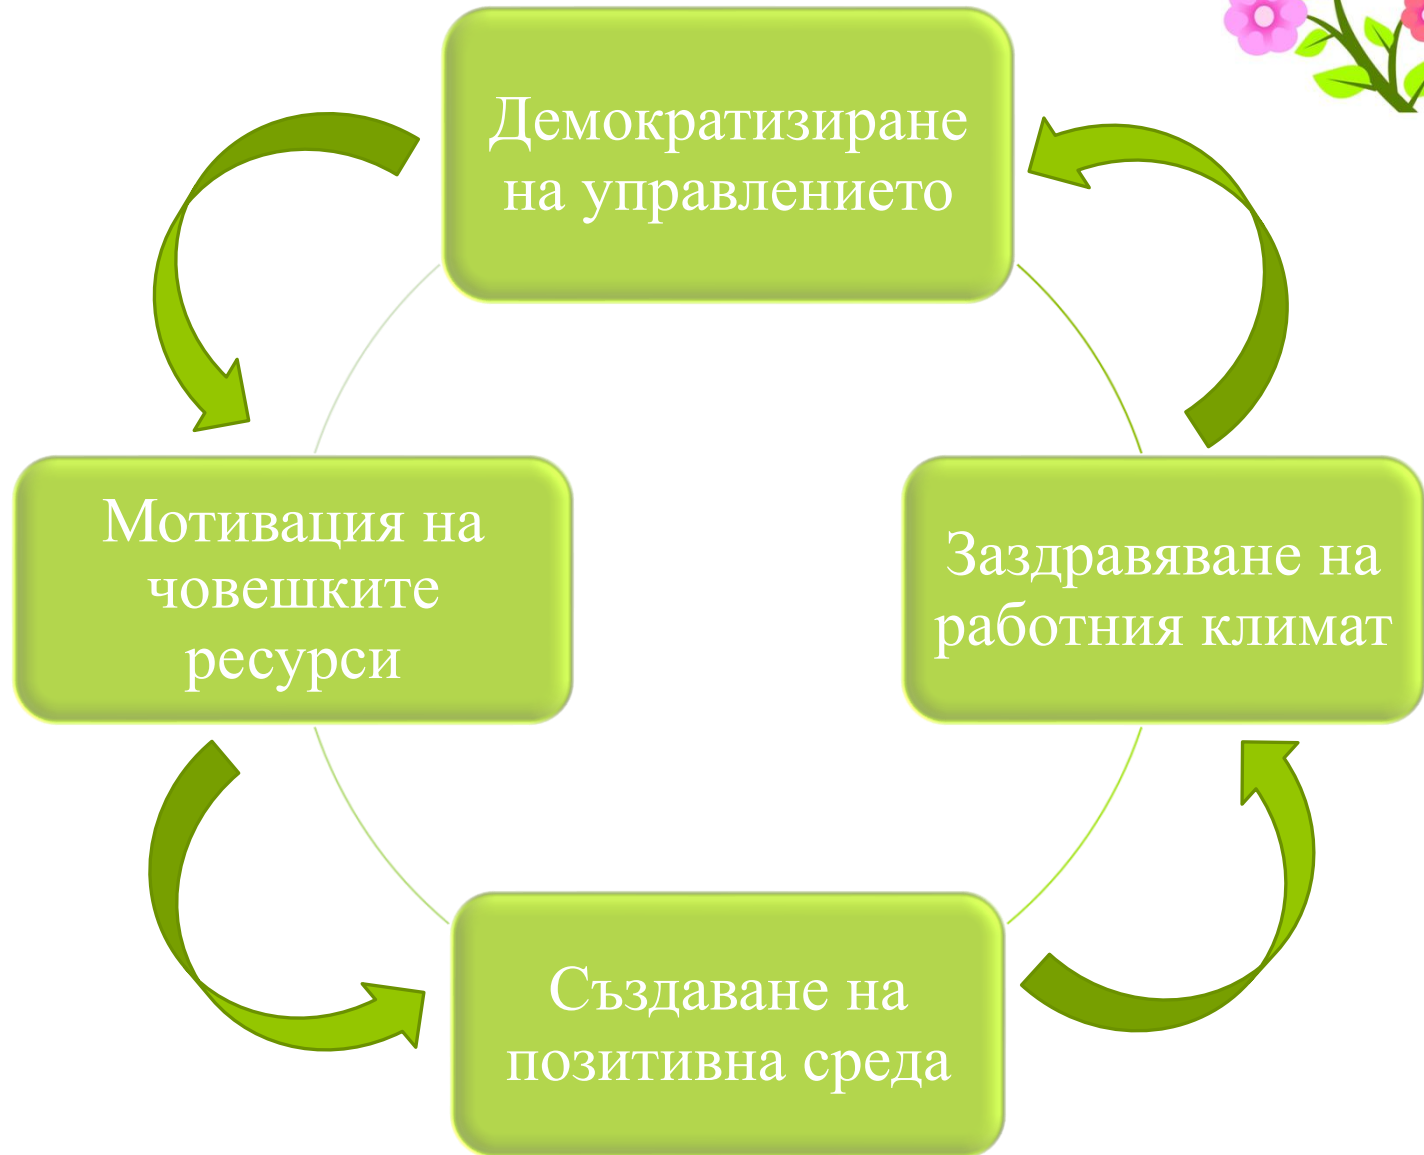 Демократизиране
на управлението
Мотивация на
човешките
ресурси
Заздравяване на
работния климат
Създаване на
позитивна среда